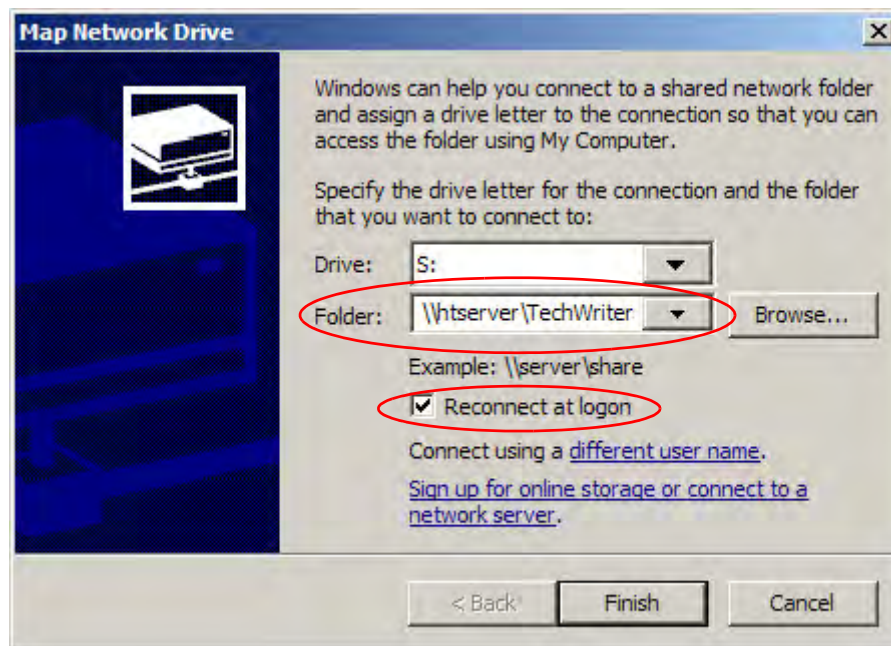 Map Network Drive
Windows can help you connect to a shared network folder
and assign a drive letter to the connection so that you can
access the folder using My Computer.
Specify the drive letter for the connection and the folder
that you want to connect to:
Drive: S:
Folder: \\htserver\TechWriter Browse...
Example: \\server\share
Reconnect at logon
Connect using a different user name.
Sign up for online storage or connect to a
network server.
< Back Finish Cancel